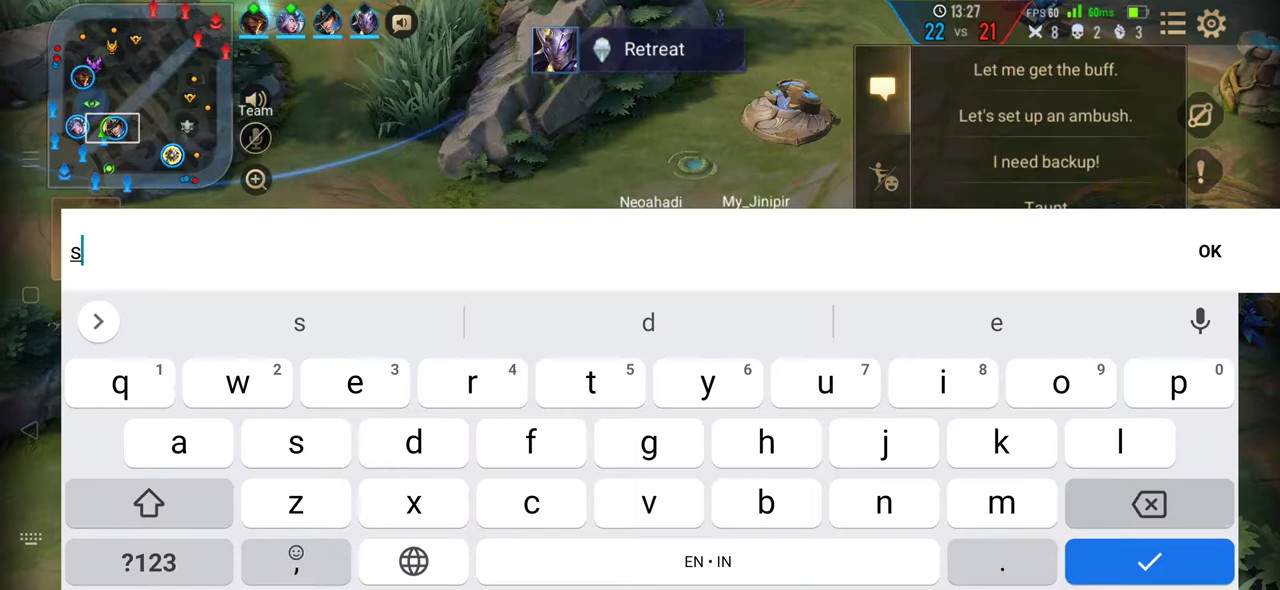 13:27
22 vs 21
FPS60 60ms
8 2 3
Retreat
Team
Let me get the buff.
Let's set up an ambush.
I need backup!
Taunt
Neoahadi My_Jinipir
s
OK
s d e
q 1 w 2 e 3 r 4 t 5 y 6 u 7 i 8 o 9 p 0
a s d f g h j k l
z x c v b n m
?123 , EN • IN .